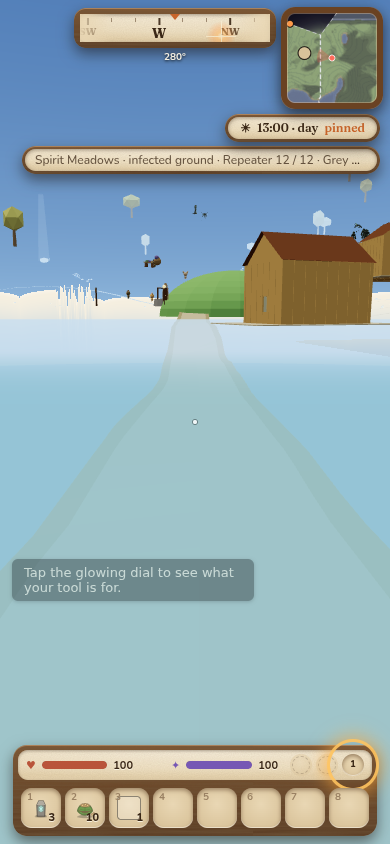 W W NW
280°
13:00 · day pinned
Spirit Meadows · infected ground · Repeater 12 / 12 · Grey ...
Tap the glowing dial to see what
your tool is for.
100 100 1
1 2 3 4 5 6 7 8
3 10 1